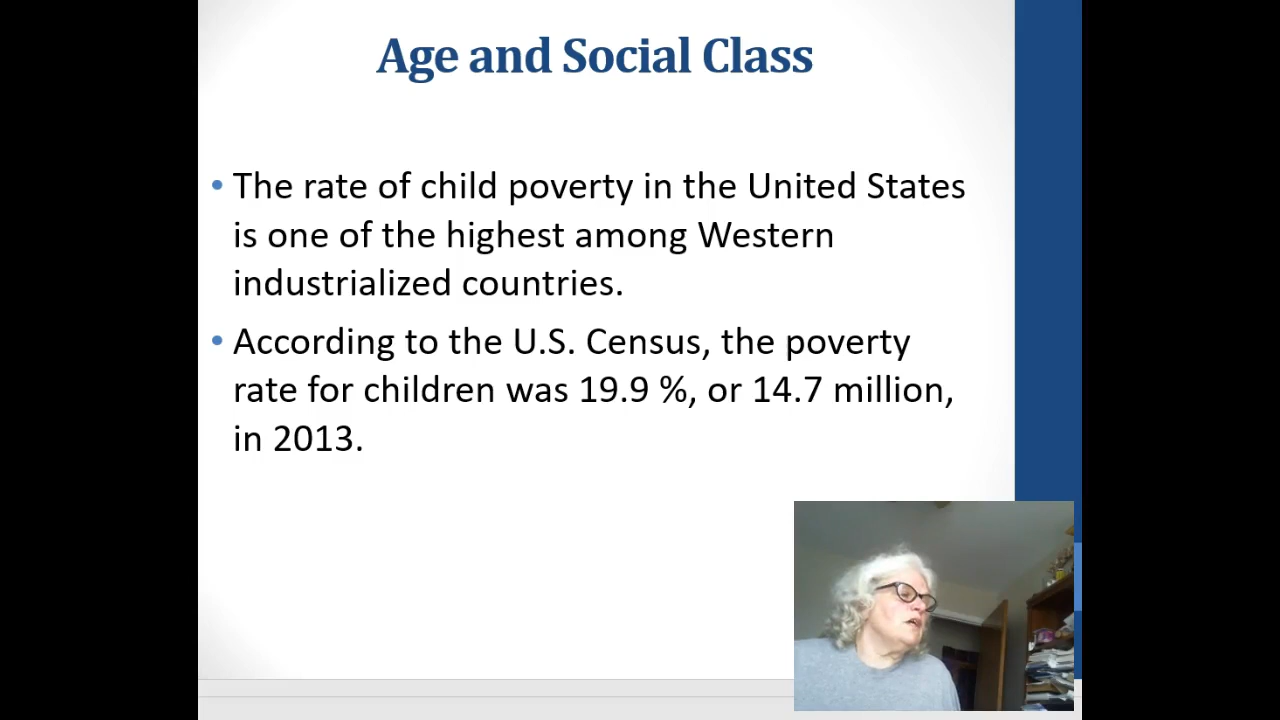 Age and Social Class
• The rate of child poverty in the United States
is one of the highest among Western
industrialized countries.
• According to the U.S. Census, the poverty
rate for children was 19.9 %, or 14.7 million,
in 2013.